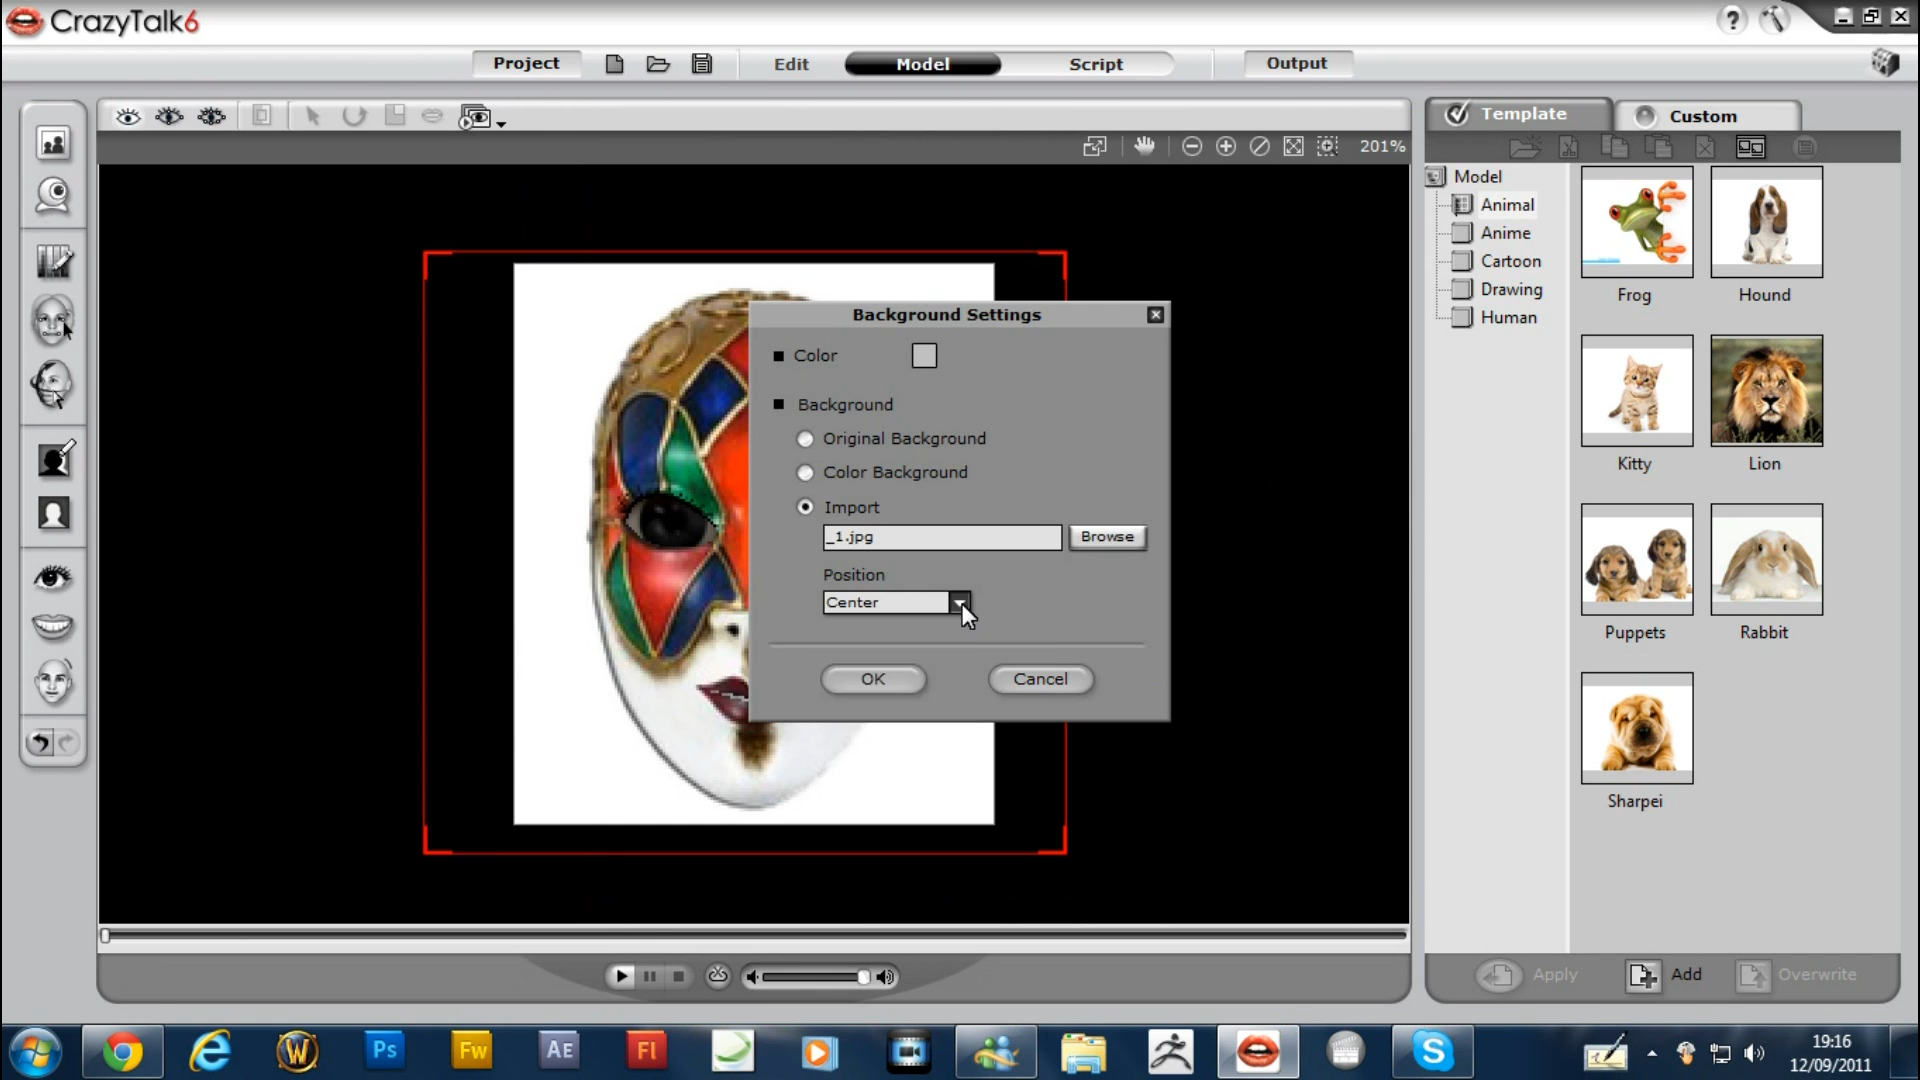 CrazyTalk6
Project
Edit
Model
Script
Output
201%
Template
Custom
Model
Animal
Anime
Cartoon
Drawing
Human
Frog
Hound
Kitty
Lion
Puppets
Rabbit
Sharpei
Background Settings
Color
Background
Original Background
Color Background
Import
_1.jpg
Browse
Position
Center
OK
Cancel
Apply
Add
Overwrite
Ps
Fw
AE
Fl
19:16
12/09/2011